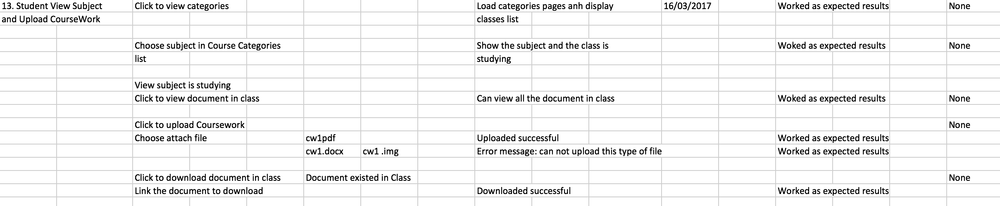 13. Student View Subject Click to view categories Load categories pages anh display 16/03/2017 Worked as expected results None
and Upload CourseWork classes list
Choose subject in Course Categories Show the subject and the class is Woked as expected results None
list studying
View subject is studying
Click to view document in class Can view all the document in class Woked as expected results None
Click to upload Coursework None
Choose attach file cw1pdf Uploaded successful Worked as expected results
cw1.docx cw1 .img Error message: can not upload this type of file Worked as expected results
Click to download document in class Document existed in Class None
Link the document to download Downloaded successful Worked as expected results